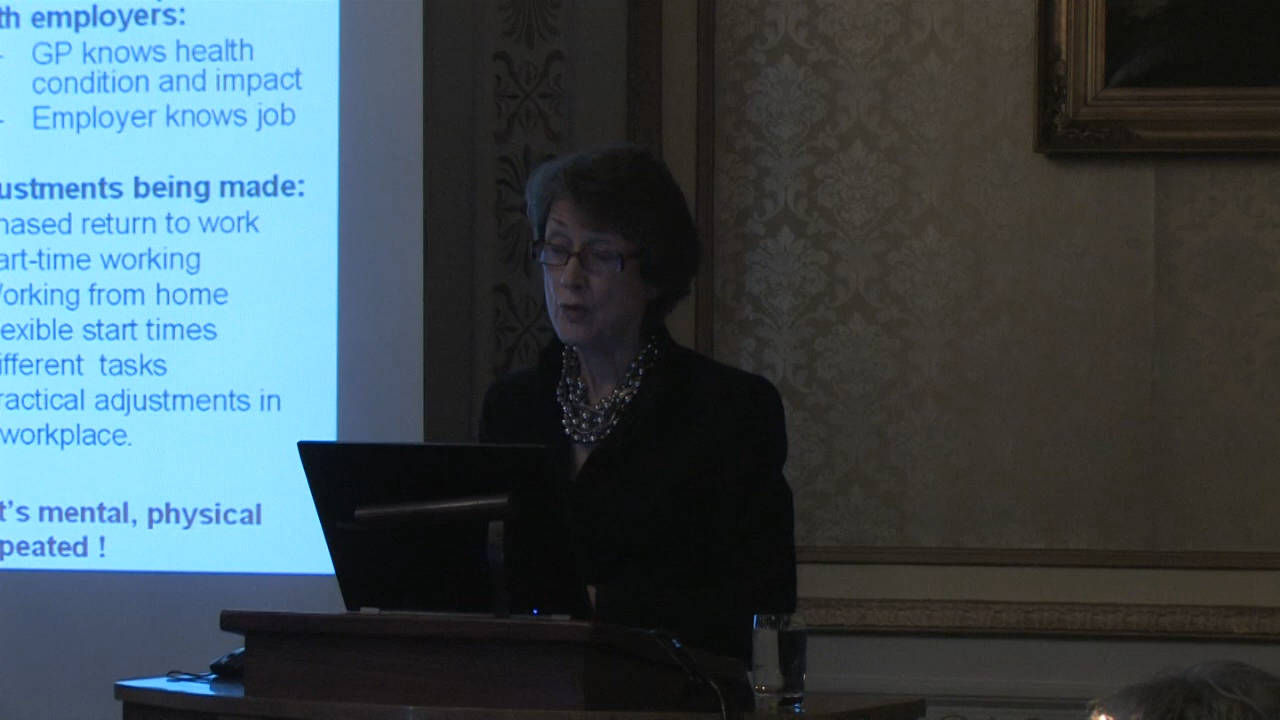 th employers:
- GP knows health
condition and impact
- Employer knows job
ustments being made:
hased return to work
art-time working
orking from home
exible start times
ifferent tasks
ractical adjustments in
workplace.
t's mental, physical
peated !